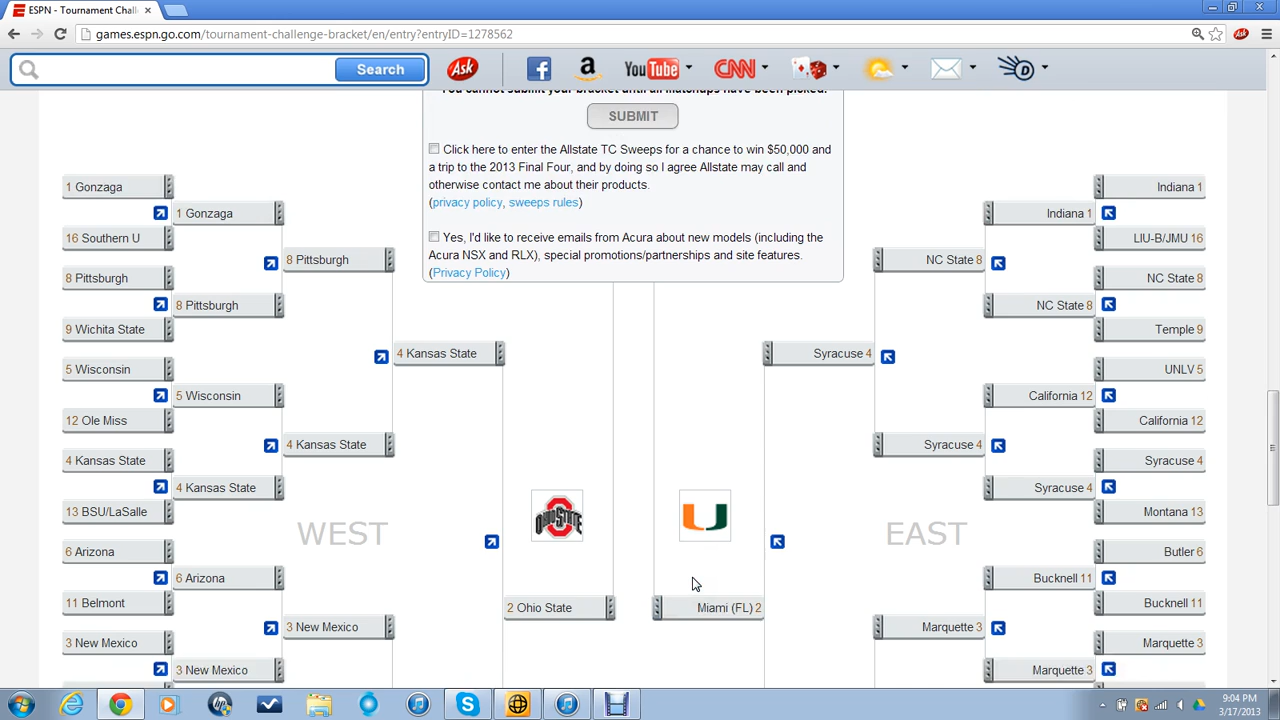 ESPN - Tournament Challen
games.espn.go.com/tournament-challenge-bracket/en/entry?entryID=1278562
Search
Ask
YouTube
CNN
You cannot submit your bracket until all matchups have been picked.
SUBMIT
Click here to enter the Allstate TC Sweeps for a chance to win $50,000 and
a trip to the 2013 Final Four, and by doing so I agree Allstate may call and
otherwise contact me about their products.
(privacy policy, sweeps rules)
Yes, I'd like to receive emails from Acura about new models (including the
Acura NSX and RLX), special promotions/partnerships and site features.
(Privacy Policy)
1 Gonzaga
16 Southern U
8 Pittsburgh
9 Wichita State
5 Wisconsin
12 Ole Miss
4 Kansas State
13 BSU/LaSalle
6 Arizona
11 Belmont
3 New Mexico
1 Gonzaga
8 Pittsburgh
5 Wisconsin
4 Kansas State
6 Arizona
3 New Mexico
8 Pittsburgh
4 Kansas State
3 New Mexico
4 Kansas State
WEST
OHIO STATE
2 Ohio State
U
Miami (FL) 2
EAST
Syracuse 4
NC State 8
Syracuse 4
Marquette 3
Indiana 1
NC State 8
California 12
Syracuse 4
Bucknell 11
Marquette 3
Indiana 1
LIU-B/JMU 16
NC State 8
Temple 9
UNLV 5
California 12
Syracuse 4
Montana 13
Butler 6
Bucknell 11
Marquette 3
9:04 PM
3/17/2013